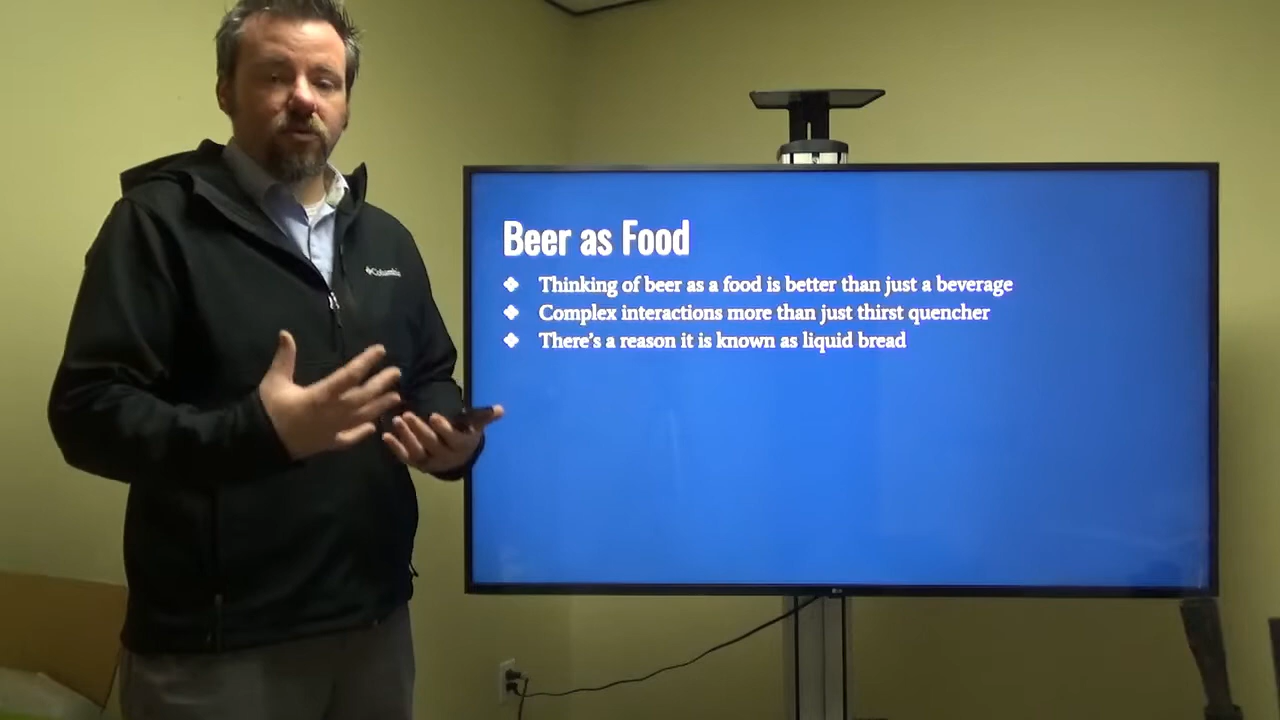 Beer as Food
Thinking of beer as a food is better than just a beverage
Complex interactions more than just thirst quencher
There's a reason it is known as liquid bread
Columbia
LG